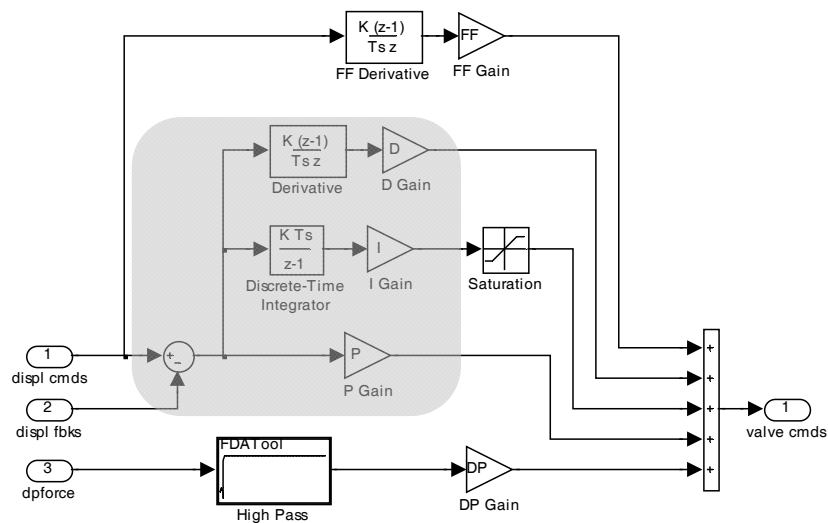 K (z-1)
Ts z
FF Derivative
FF
FF Gain
K (z-1)
Ts z
Derivative
D
D Gain
K Ts
z-1
Discrete-Time
Integrator
I
I Gain
Saturation
1
displ cmds
+
−
P
P Gain
2
displ fbks
3
dpforce
FDATool
High Pass
DP
DP Gain
+
+
+
+
+
1
valve cmds